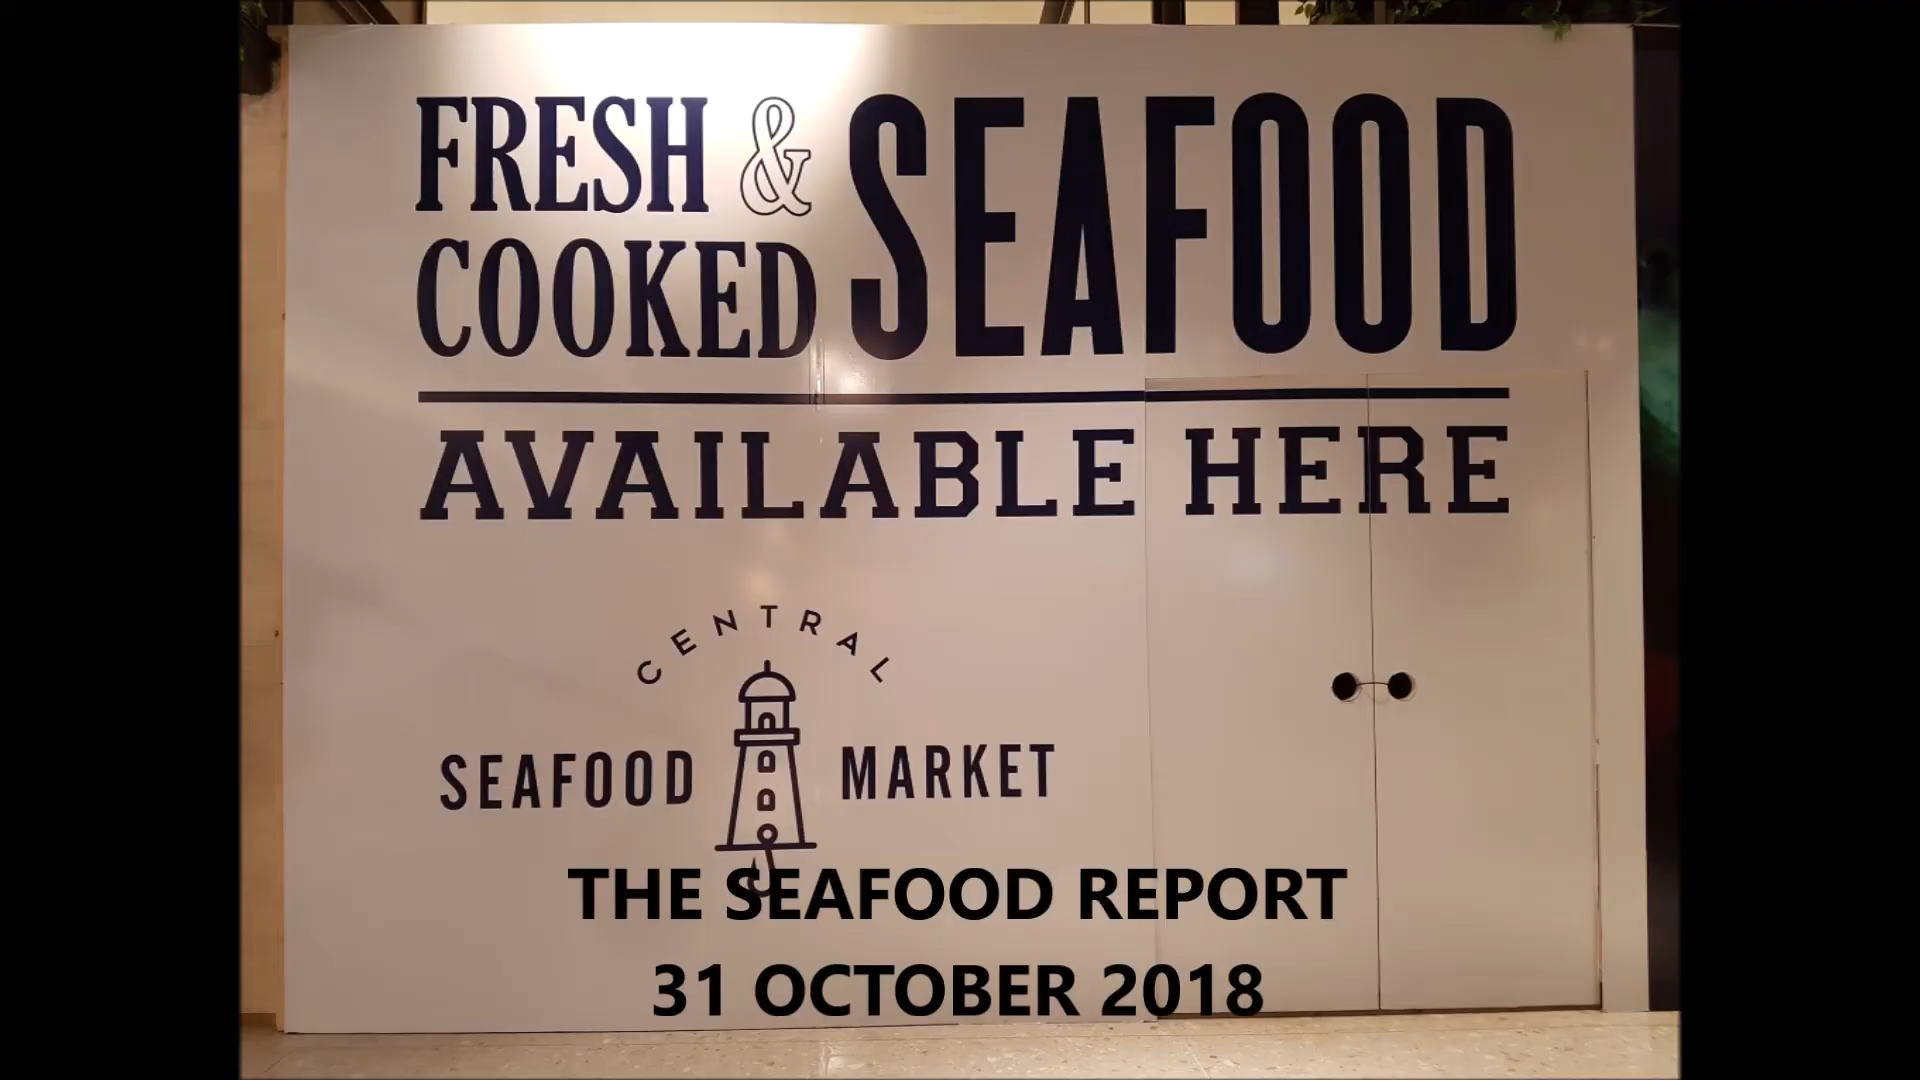 FRESH & COOKED SEAFOOD
AVAILABLE HERE
CENTRAL
SEAFOOD MARKET
THE SEAFOOD REPORT
31 OCTOBER 2018